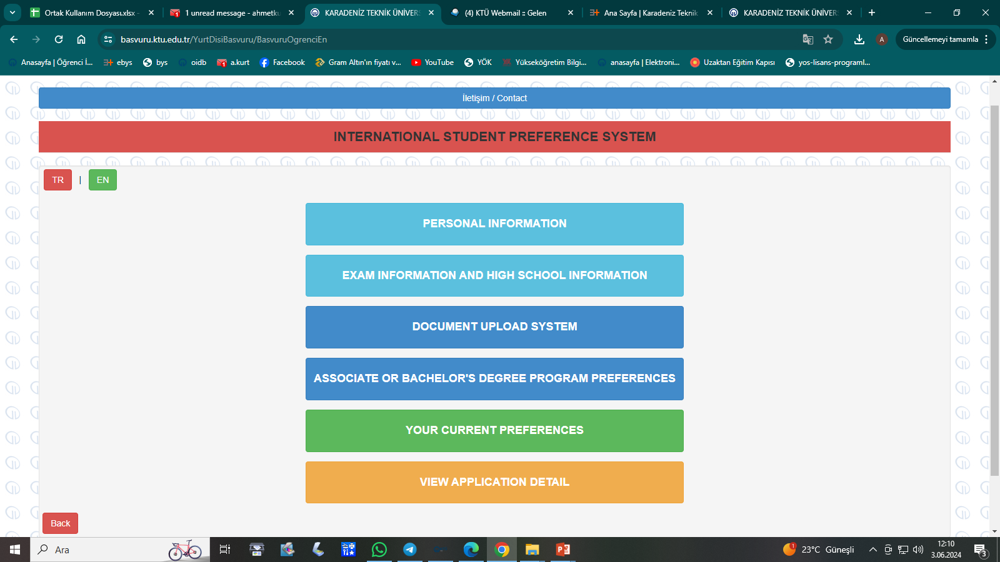 Ortak Kullanım Dosyası.xlsx -
1 unread message - ahmetku
KARADENİZ TEKNİK ÜNİVERS
(4) KTÜ Webmail :: Gelen
Ana Sayfa | Karadeniz Teknik
KARADENİZ TEKNİK ÜNİVERS
basvuru.ktu.edu.tr/YurtDisiBasvuru/BasvuruOgrenciEn
A
Güncellemeyi tamamla
Anasayfa | Öğrenci İ...
ebys
bys
oidb
a.kurt
Facebook
Gram Altın'ın fiyatı v...
YouTube
YÖK
Yükseköğretim Bilgi...
anasayfa | Elektroni...
Uzaktan Eğitim Kapısı
yos-lisans-programl...
İletişim / Contact
INTERNATIONAL STUDENT PREFERENCE SYSTEM
TR | EN
PERSONAL INFORMATION
EXAM INFORMATION AND HIGH SCHOOL INFORMATION
DOCUMENT UPLOAD SYSTEM
ASSOCIATE OR BACHELOR'S DEGREE PROGRAM PREFERENCES
YOUR CURRENT PREFERENCES
VIEW APPLICATION DETAIL
Back
Ara
1
23°C Güneşli
12:10
3.06.2024
3